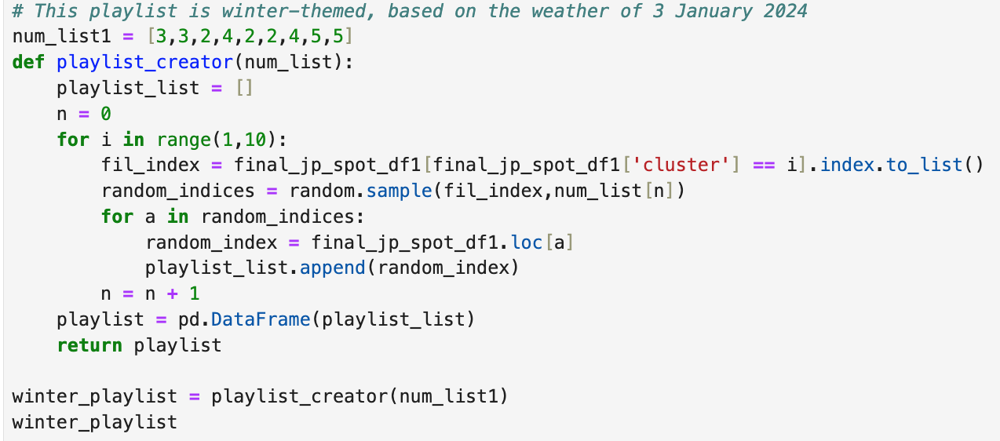 # This playlist is winter-themed, based on the weather of 3 January 2024
num_list1 = [3,3,2,4,2,2,4,5,5]
def playlist_creator(num_list):
    playlist_list = []
    n = 0
    for i in range(1,10):
        fil_index = final_jp_spot_df1[final_jp_spot_df1['cluster'] == i].index.to_list()
        random_indices = random.sample(fil_index,num_list[n])
        for a in random_indices:
            random_index = final_jp_spot_df1.loc[a]
            playlist_list.append(random_index)
        n = n + 1
    playlist = pd.DataFrame(playlist_list)
    return playlist

winter_playlist = playlist_creator(num_list1)
winter_playlist